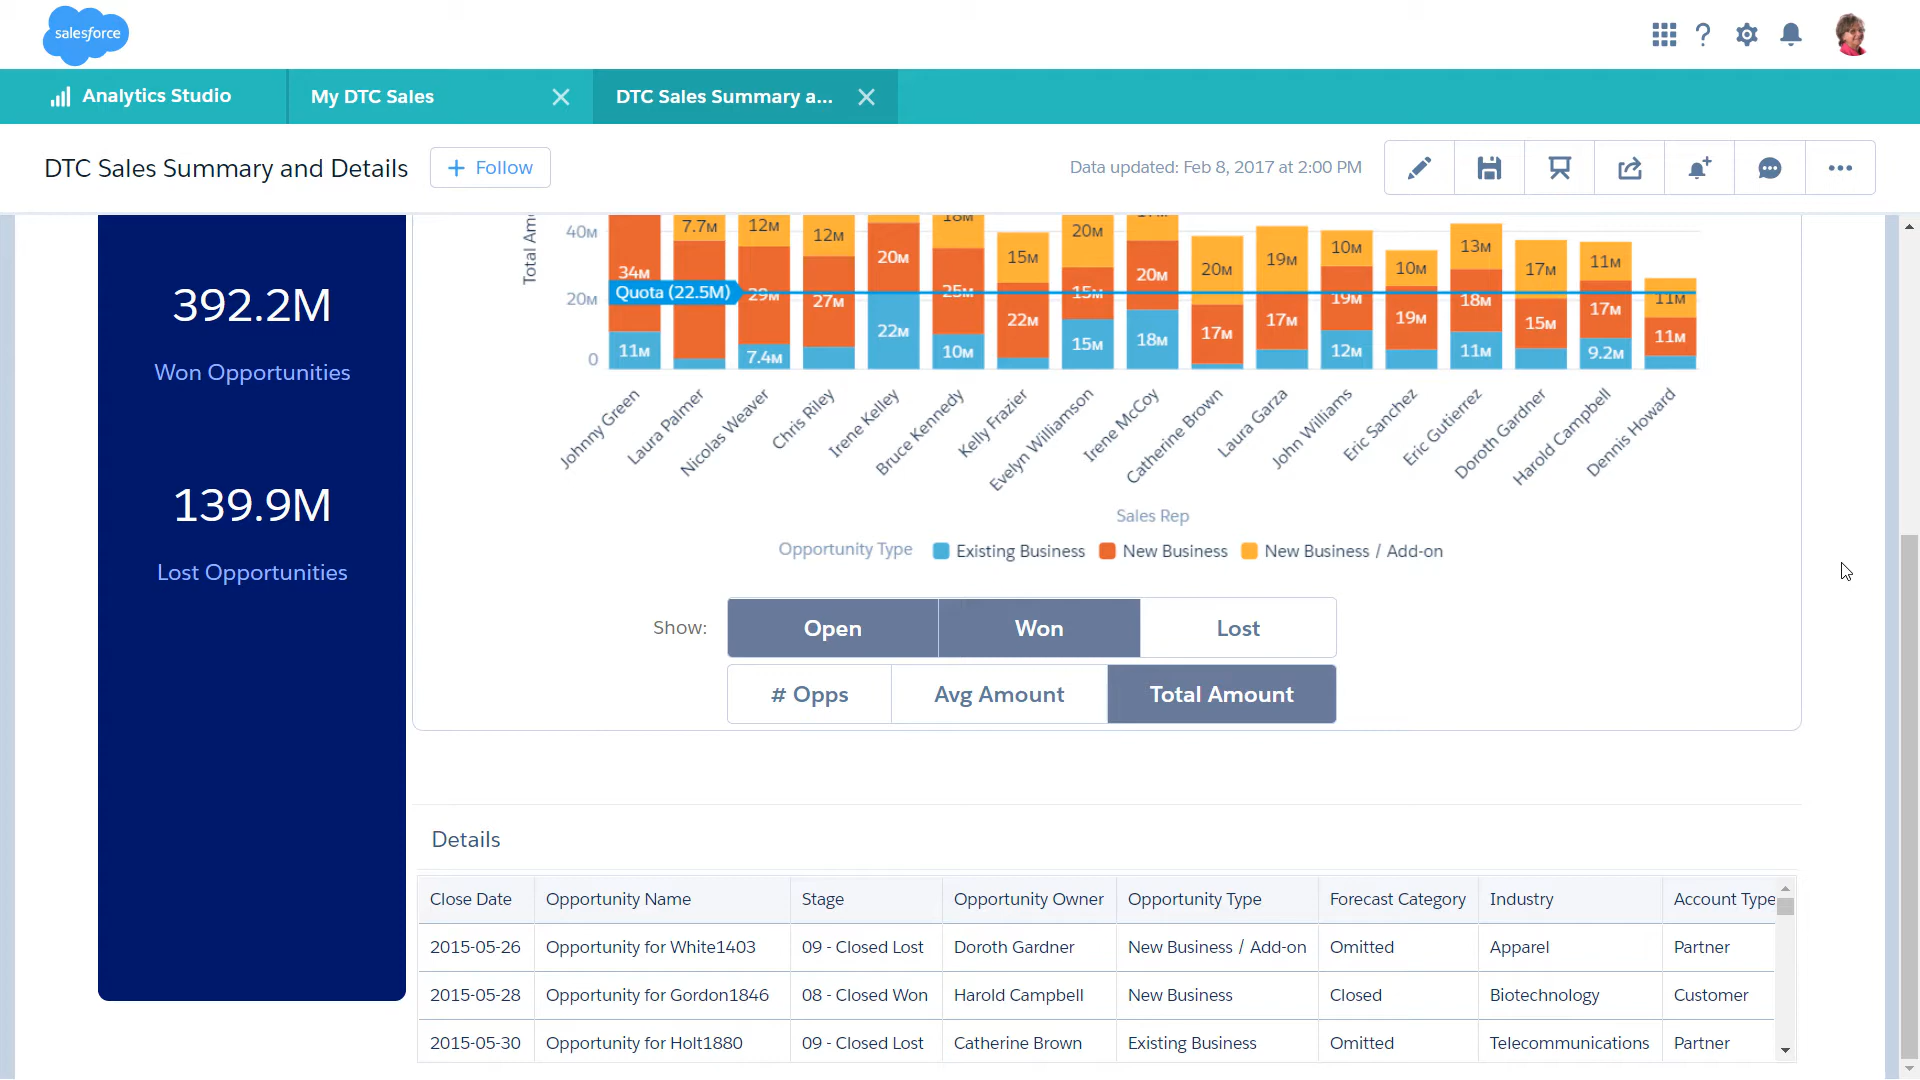 salesforce
Analytics Studio
My DTC Sales
DTC Sales Summary a...
DTC Sales Summary and Details
+ Follow
Data updated: Feb 8, 2017 at 2:00 PM
392.2M
Won Opportunities
139.9M
Lost Opportunities
40M
20M
0
7.7M 12M 12M 18M 20M 15M 20M 17M 20M 19M 10M 10M 13M 17M 11M 11M
34M 29M 27M 20M 25M 22M 15M 20M 17M 17M 19M 19M 18M 15M 17M 11M
Quota (22.5M)
11M 7.4M 22M 10M 15M 18M 12M 11M 9.2M
Johnny Green
Laura Palmer
Nicolas Weaver
Chris Riley
Irene Kelley
Bruce Kennedy
Kelly Frazier
Evelyn Williamson
Irene McCoy
Catherine Brown
Laura Garza
John Williams
Eric Sanchez
Eric Gutierrez
Doroth Gardner
Harold Campbell
Dennis Howard
Sales Rep
Opportunity Type Existing Business New Business New Business / Add-on
Show: Open Won Lost
# Opps Avg Amount Total Amount
Details
Close Date Opportunity Name Stage Opportunity Owner Opportunity Type Forecast Category Industry Account Type
2015-05-26 Opportunity for White1403 09 - Closed Lost Doroth Gardner New Business / Add-on Omitted Apparel Partner
2015-05-28 Opportunity for Gordon1846 08 - Closed Won Harold Campbell New Business Closed Biotechnology Customer
2015-05-30 Opportunity for Holt1880 09 - Closed Lost Catherine Brown Existing Business Omitted Telecommunications Partner